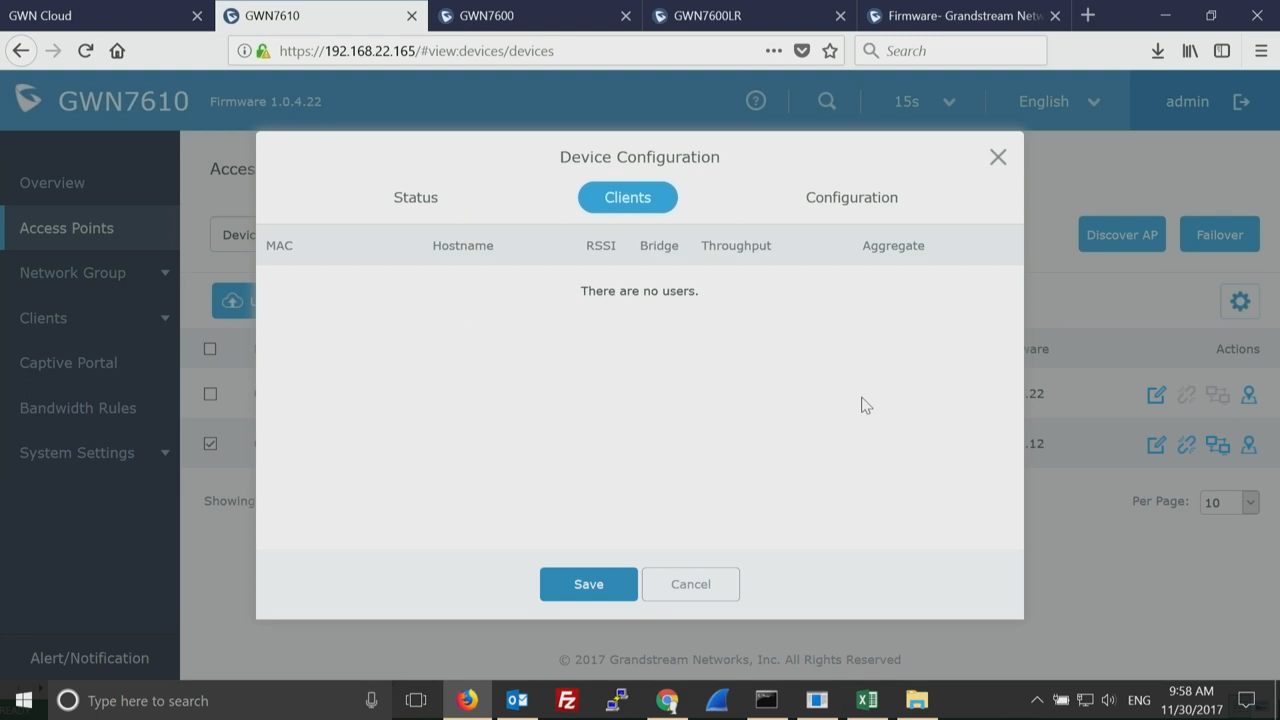 GWN Cloud
GWN7610
GWN7600
GWN7600LR
Firmware- Grandstream Netw
https://192.168.22.165/#view:devices/devices
Search
GWN7610
Firmware 1.0.4.22
15s
English
admin
Overview
Access Points
Network Group
Clients
Captive Portal
Bandwidth Rules
System Settings
Alert/Notification
Acces
Devic
Discover AP
Failover
ware
Actions
.22
.12
Showing
Per Page:
10
Device Configuration
Status
Clients
Configuration
MAC
Hostname
RSSI
Bridge
Throughput
Aggregate
There are no users.
Save
Cancel
© 2017 Grandstream Networks, Inc. All Rights Reserved
Type here to search
ENG
9:58 AM
11/30/2017